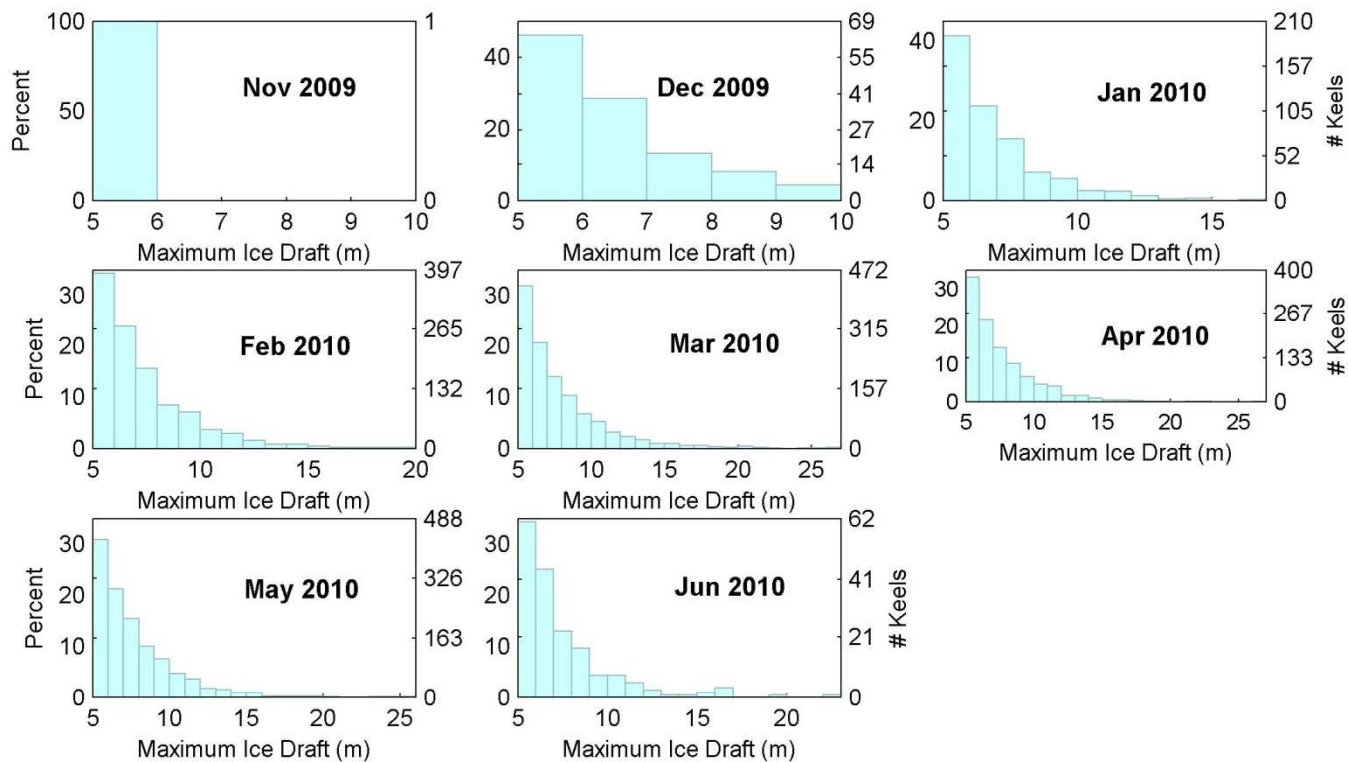 Percent
100
50
0
Nov 2009
1
0
5 6 7 8 9 10
Maximum Ice Draft (m)
40
20
0
Dec 2009
69
55
41
27
14
0
5 6 7 8 9 10
Maximum Ice Draft (m)
40
20
0
Jan 2010
210
157
105
52
0
# Keels
5 10 15
Maximum Ice Draft (m)
Percent
30
20
10
0
Feb 2010
397
265
132
0
5 10 15 20
Maximum Ice Draft (m)
30
20
10
0
Mar 2010
472
315
157
0
5 10 15 20 25
Maximum Ice Draft (m)
30
20
10
0
Apr 2010
400
267
133
0
# Keels
5 10 15 20 25
Maximum Ice Draft (m)
Percent
30
20
10
0
May 2010
488
326
163
0
5 10 15 20 25
Maximum Ice Draft (m)
30
20
10
0
Jun 2010
62
41
21
0
# Keels
5 10 15 20
Maximum Ice Draft (m)